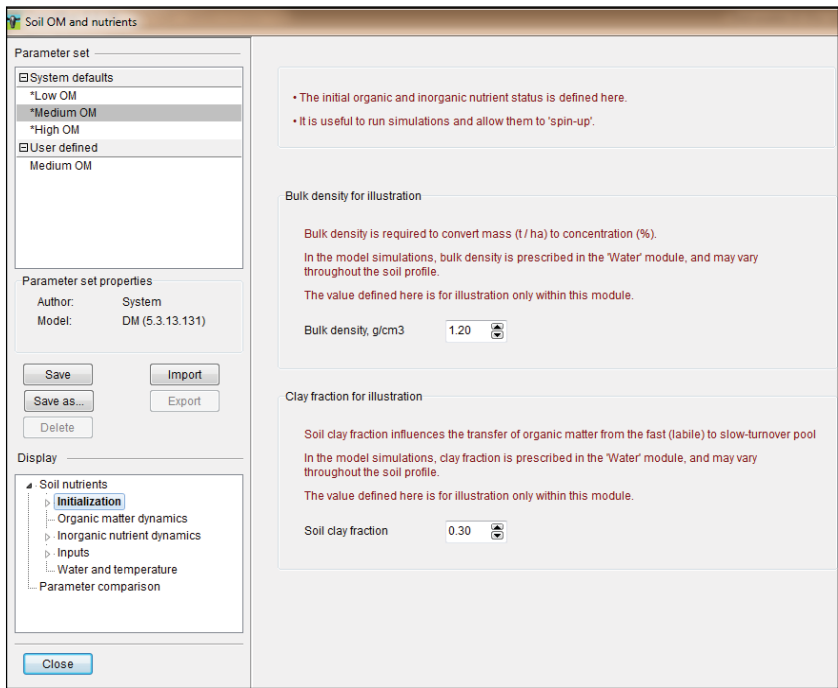 Soil OM and nutrients
Parameter set
System defaults
*Low OM
*Medium OM
*High OM
User defined
Medium OM
Parameter set properties
Author: System
Model: DM (5.3.13.131)
Save Import
Save as... Export
Delete
Display
Soil nutrients
Initialization
Organic matter dynamics
Inorganic nutrient dynamics
Inputs
Water and temperature
Parameter comparison
Close
• The initial organic and inorganic nutrient status is defined here.
• It is useful to run simulations and allow them to 'spin-up'.
Bulk density for illustration
Bulk density is required to convert mass (t / ha) to concentration (%).
In the model simulations, bulk density is prescribed in the 'Water' module, and may vary
throughout the soil profile.
The value defined here is for illustration only within this module.
Bulk density, g/cm3 1.20
Clay fraction for illustration
Soil clay fraction influences the transfer of organic matter from the fast (labile) to slow-turnover pool
In the model simulations, clay fraction is prescribed in the 'Water' module, and may vary
throughout the soil profile.
The value defined here is for illustration only within this module.
Soil clay fraction 0.30